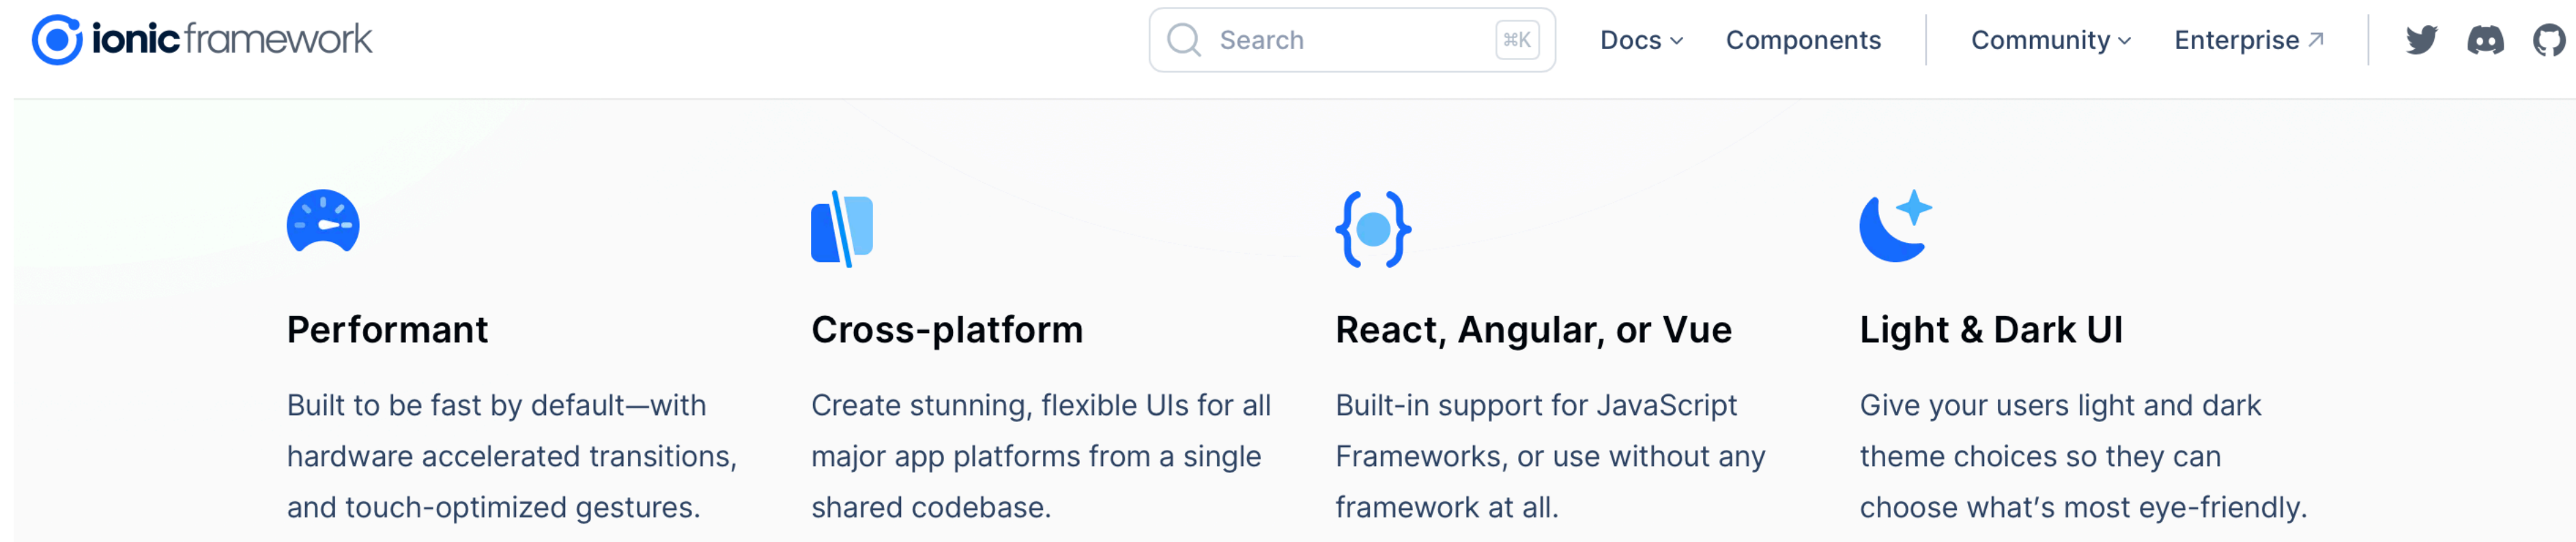 ionic framework
Search ⌘K
Docs
Components
Community
Enterprise
Performant
Built to be fast by default—with
hardware accelerated transitions,
and touch-optimized gestures.
Cross-platform
Create stunning, flexible UIs for all
major app platforms from a single
shared codebase.
React, Angular, or Vue
Built-in support for JavaScript
Frameworks, or use without any
framework at all.
Light & Dark UI
Give your users light and dark
theme choices so they can
choose what’s most eye-friendly.